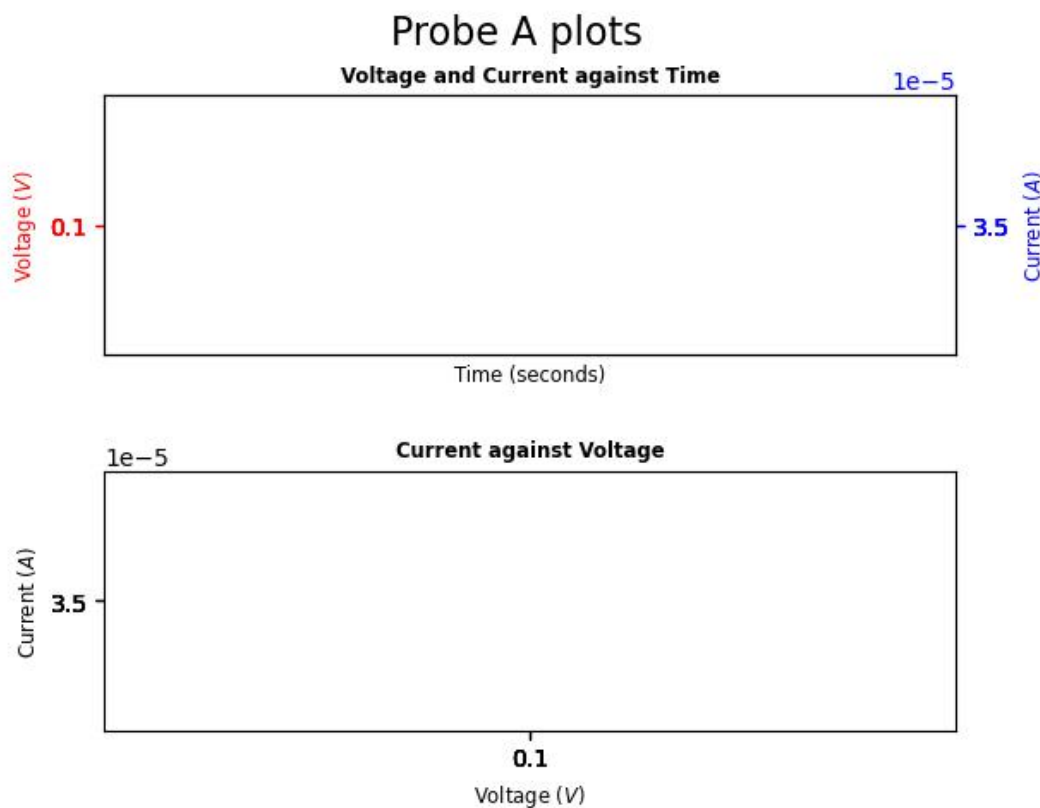 Probe A plots
Voltage and Current against Time
1e−5
Voltage (V)
0.1
3.5
Current (A)
Time (seconds)
Current against Voltage
1e−5
Current (A)
3.5
0.1
Voltage (V)